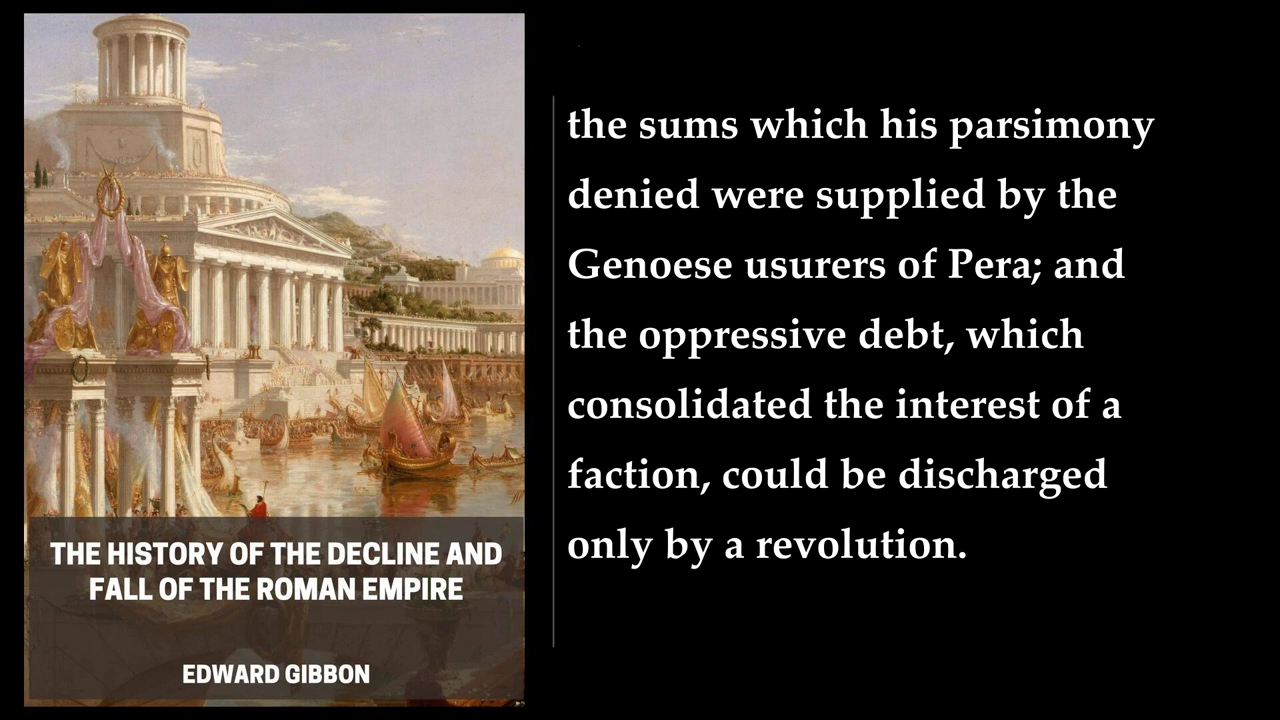 THE HISTORY OF THE DECLINE AND
FALL OF THE ROMAN EMPIRE
EDWARD GIBBON
the sums which his parsimony
denied were supplied by the
Genoese usurers of Pera; and
the oppressive debt, which
consolidated the interest of a
faction, could be discharged
only by a revolution.